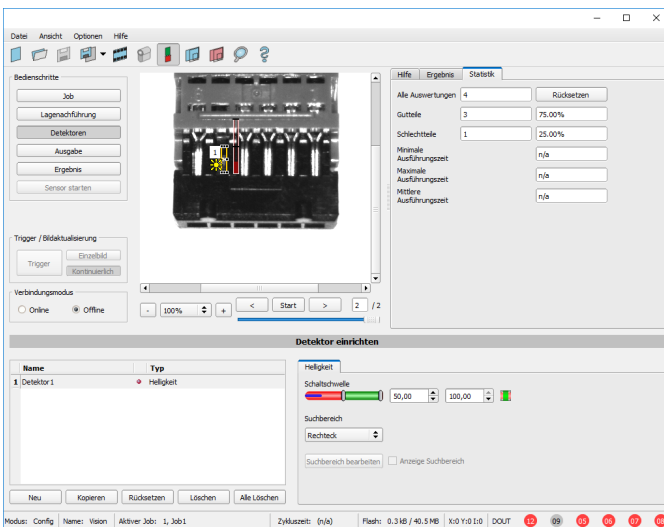 Datei Ansicht Optionen Hilfe
Bedienschritte
Job
Lagenachführung
Detektoren
Ausgabe
Ergebnis
Sensor starten
Trigger / Bildaktualisierung
Trigger
Einzelbild
Kontinuierlich
Verbindungsmodus
Online Offline
1
- 100% + < Start > 2 / 2
Hilfe Ergebnis Statistik
Alle Auswertungen 4 Rücksetzen
Gutteile 3 75.00%
Schlechtteile 1 25.00%
Minimale
Ausführungszeit n/a
Maximale
Ausführungszeit n/a
Mittlere
Ausführungszeit n/a
Detektor einrichten
Name Typ
1 Detektor1 Helligkeit
Neu Kopieren Rücksetzen Löschen Alle Löschen
Helligkeit
Schaltschwelle
50,00 100,00
Suchbereich
Rechteck
Suchbereich bearbeiten Anzeige Suchbereich
Modus: Config Name: Vision Aktiver Job: 1, Job1 Zykluszeit: (n/a) Flash: 0.3 kB / 40.5 MB X:0 Y:0 I:0 DOUT 12 09 05 06 07 08